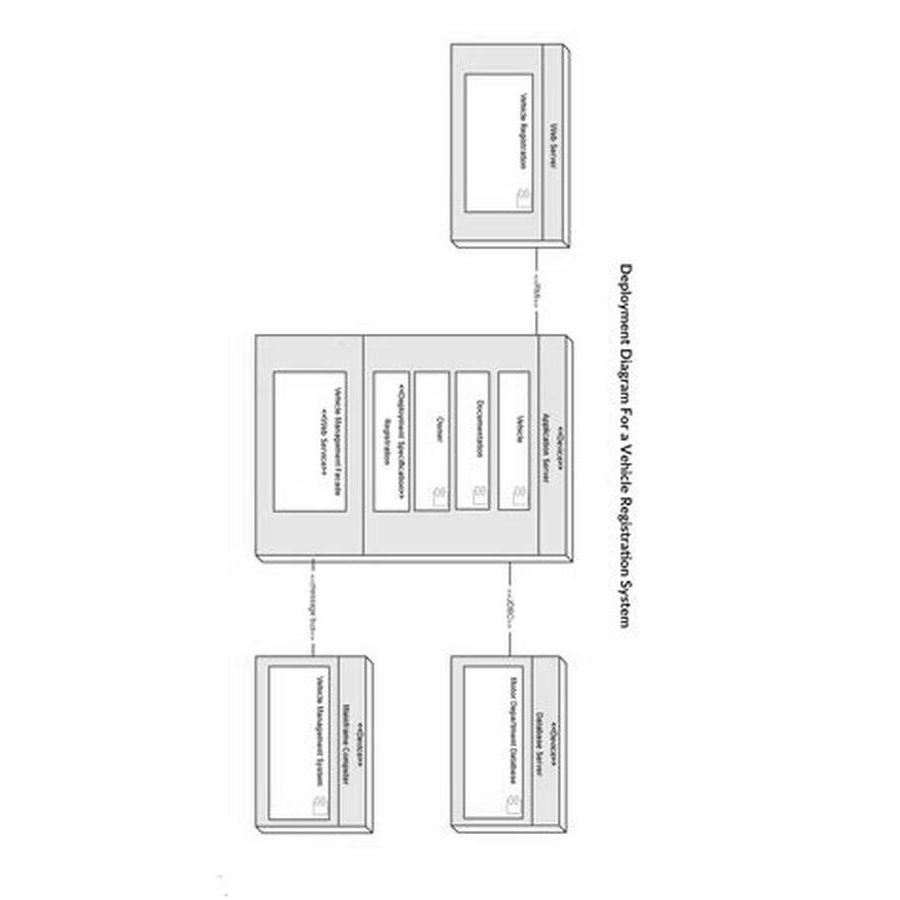 Deployment Diagram For a Vehicle Registration System
Web Server
Vehicle Registration
<<RMI>>
<<Device>>
Application Server
Vehicle
Documentation
Owner
<<Deployment Specification>>
Registration
Vehicle Management Facade
<<Web Service>>
<<JDBC>>
<<message bus>>
<<Device>>
Database Server
Motor Department Database
<<Device>>
Mainframe Computer
Vehicle Management System